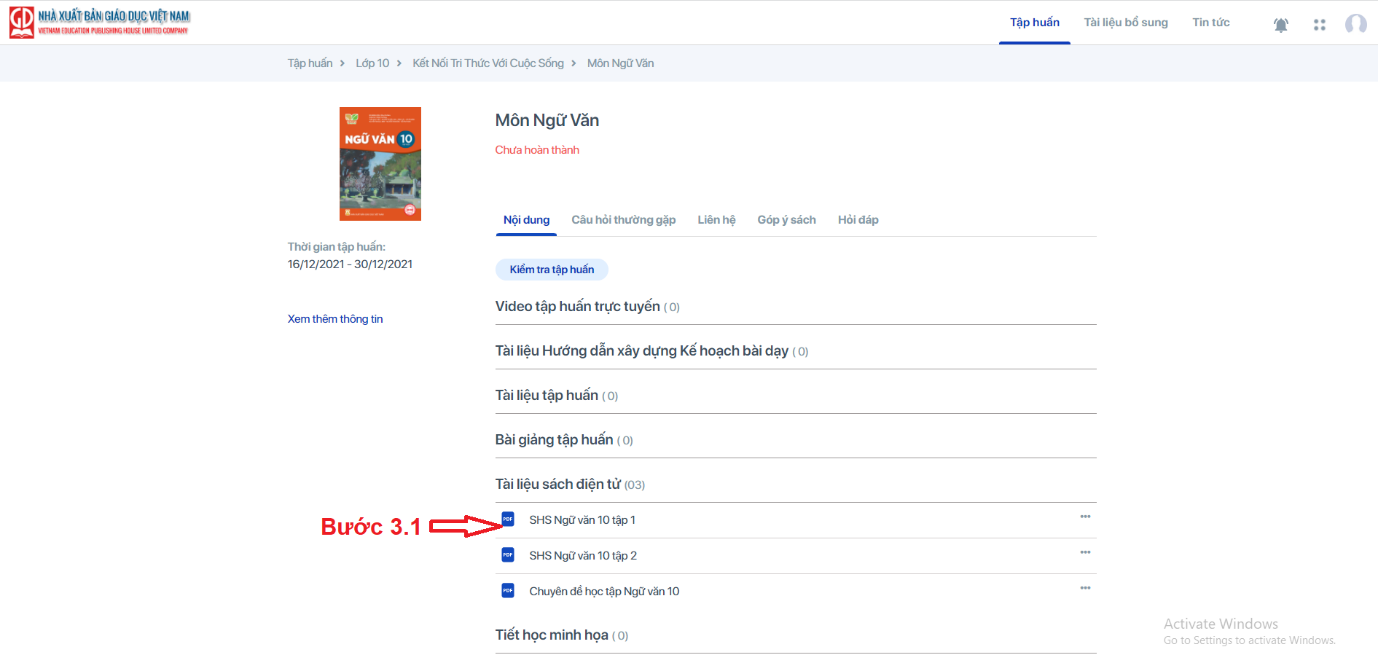 NHÀ XUẤT BẢN GIÁO DỤC VIỆT NAM
VIETNAM EDUCATION PUBLISHING HOUSE LIMITED COMPANY
Tập huấn Tài liệu bổ sung Tin tức
Tập huấn > Lớp 10 > Kết Nối Tri Thức Với Cuộc Sống > Môn Ngữ Văn
NGỮ VĂN 10
Môn Ngữ Văn
Chưa hoàn thành
Nội dung Câu hỏi thường gặp Liên hệ Góp ý sách Hỏi đáp
Thời gian tập huấn:
16/12/2021 - 30/12/2021
Xem thêm thông tin
Kiểm tra tập huấn
Video tập huấn trực tuyến ( 0)
Tài liệu Hướng dẫn xây dựng Kế hoạch bài dạy ( 0)
Tài liệu tập huấn ( 0)
Bài giảng tập huấn ( 0)
Tài liệu sách điện tử (03)
Bước 3.1
PDF SHS Ngữ văn 10 tập 1
PDF SHS Ngữ văn 10 tập 2
PDF Chuyên đề học tập Ngữ văn 10
Tiết học minh họa ( 0)
Activate Windows
Go to Settings to activate Windows.